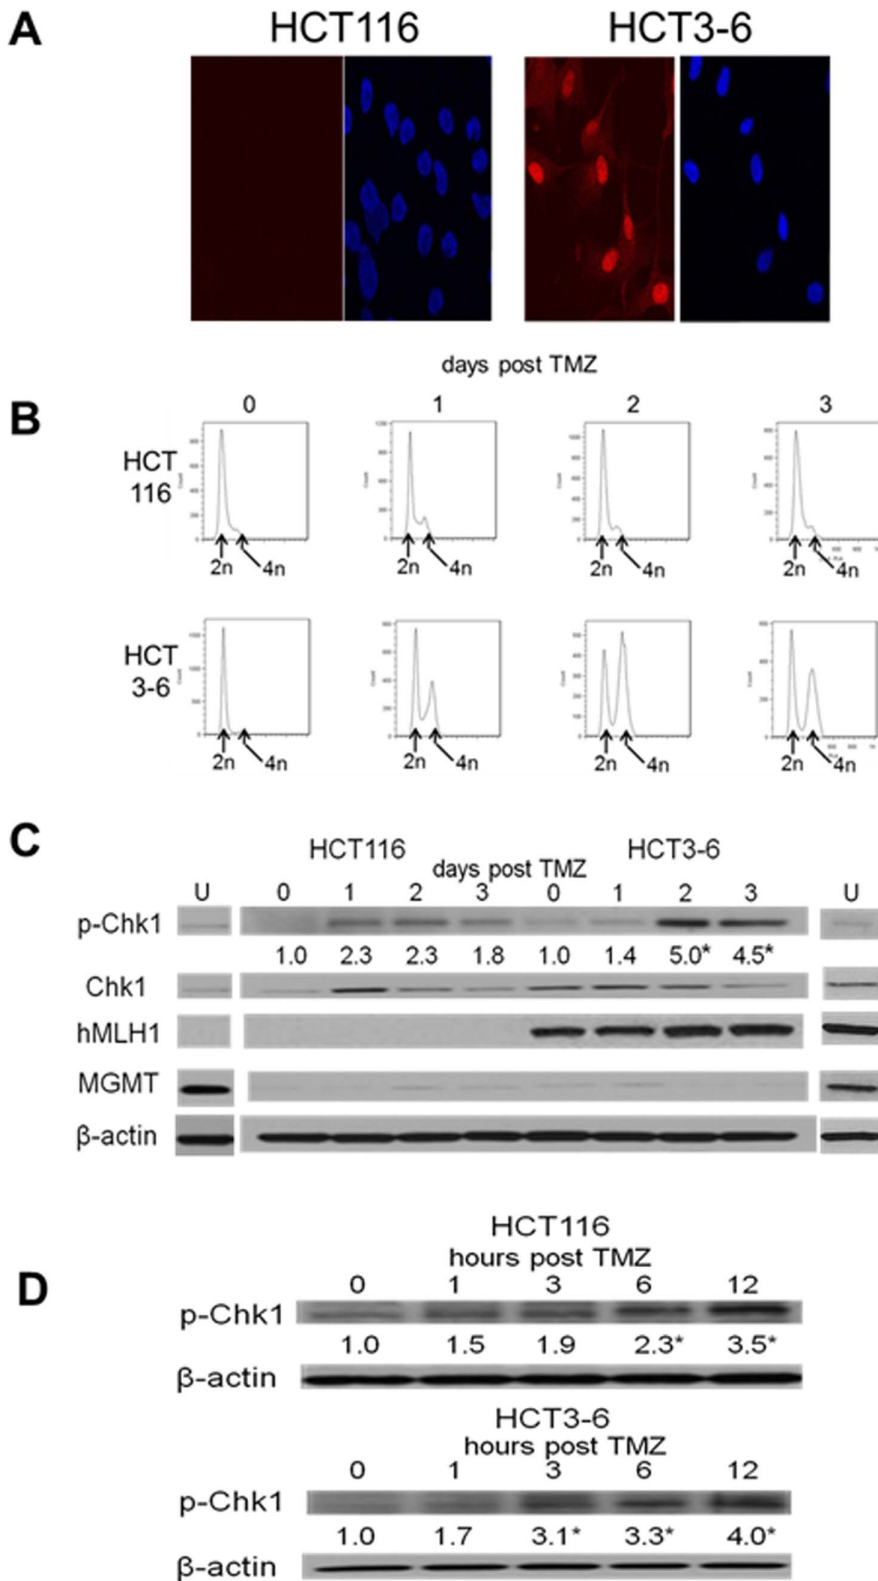 A
HCT116 HCT3-6
days post TMZ
B
0 1 2 3
HCT
116
2n 4n 2n 4n 2n 4n 2n 4n
HCT
3-6
2n 4n 2n 4n 2n 4n 2n 4n
C
HCT116 HCT3-6
days post TMZ
U 0 1 2 3 0 1 2 3 U
p-Chk1
1.0 2.3 2.3 1.8 1.0 1.4 5.0* 4.5*
Chk1
hMLH1
MGMT
β-actin
HCT116
D
hours post TMZ
0 1 3 6 12
p-Chk1
1.0 1.5 1.9 2.3* 3.5*
β-actin
HCT3-6
hours post TMZ
0 1 3 6 12
p-Chk1
1.0 1.7 3.1* 3.3* 4.0*
β-actin